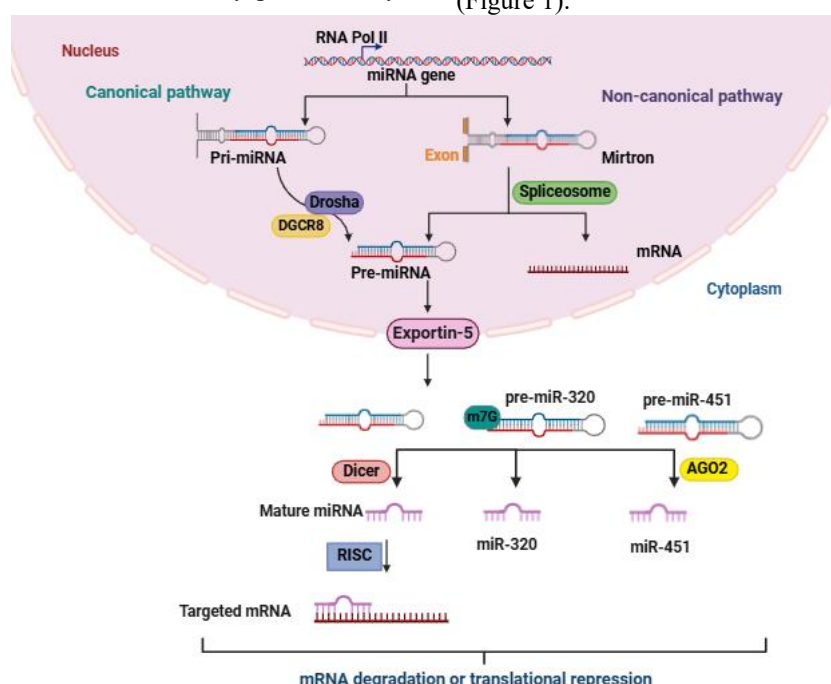 (Figure 1).
RNA Pol II
Nucleus
miRNA gene
Canonical pathway
Non-canonical pathway
Pri-miRNA
Exon
Mirtron
Spliceosome
Drosha
DGCR8
mRNA
Pre-miRNA
Cytoplasm
Exportin-5
pre-miR-320
pre-miR-451
m7G
Dicer
AGO2
Mature miRNA
miR-320
miR-451
RISC
Targeted mRNA
mRNA degradation or translational repression